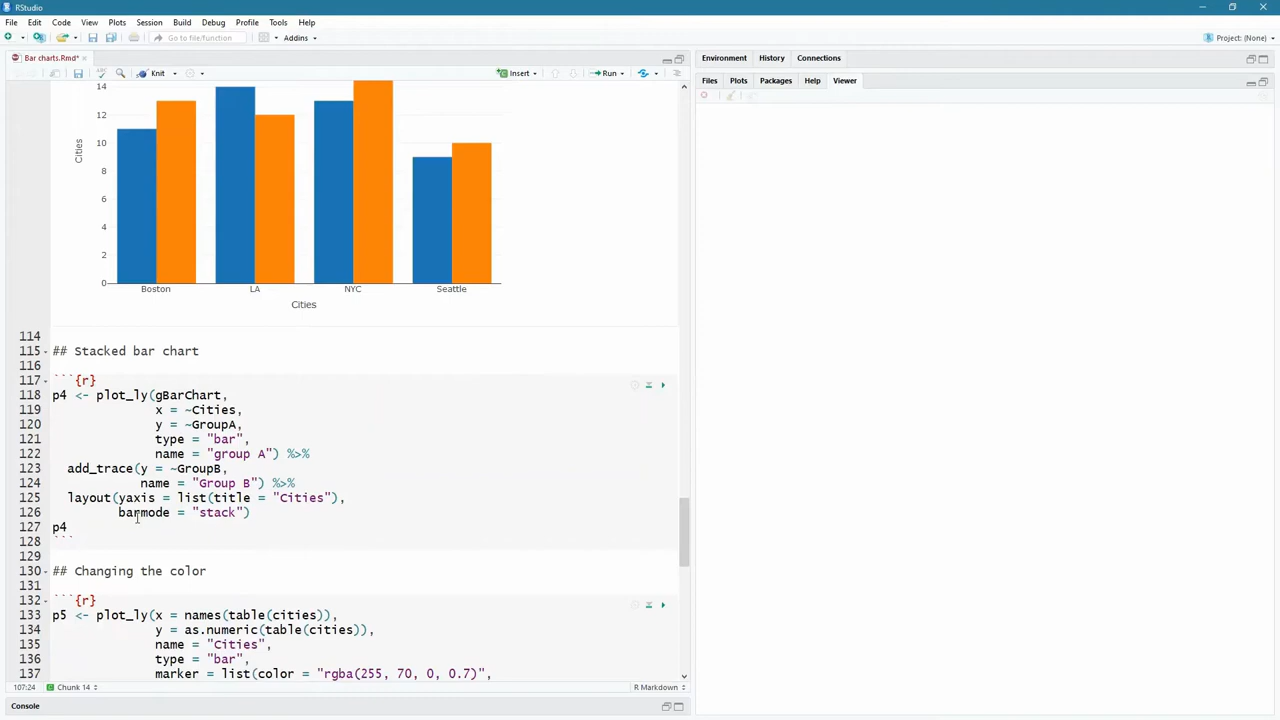 RStudio
File Edit Code View Plots Session Build Debug Profile Tools Help
Go to file/function Addins Project: (None)
Bar charts.Rmd*
Knit Insert Run
14
12
10
8
6
4
2
0
Cities
Boston LA NYC Seattle
Cities
114
115 ## Stacked bar chart
116
117 ```{r}
118 p4 <- plot_ly(gBarChart,
119 x = ~Cities,
120 y = ~GroupA,
121 type = "bar",
122 name = "group A") %>%
123 add_trace(y = ~GroupB,
124 name = "Group B") %>%
125 layout(yaxis = list(title = "Cities"),
126 barmode = "stack")
127 p4
128 ```
129
130 ## Changing the color
131
132 ```{r}
133 p5 <- plot_ly(x = names(table(cities)),
134 y = as.numeric(table(cities)),
135 name = "Cities",
136 type = "bar",
137 marker = list(color = "rgba(255, 70, 0, 0.7)",
107:24 Chunk 14 R Markdown
Console
Environment History Connections
Files Plots Packages Help Viewer